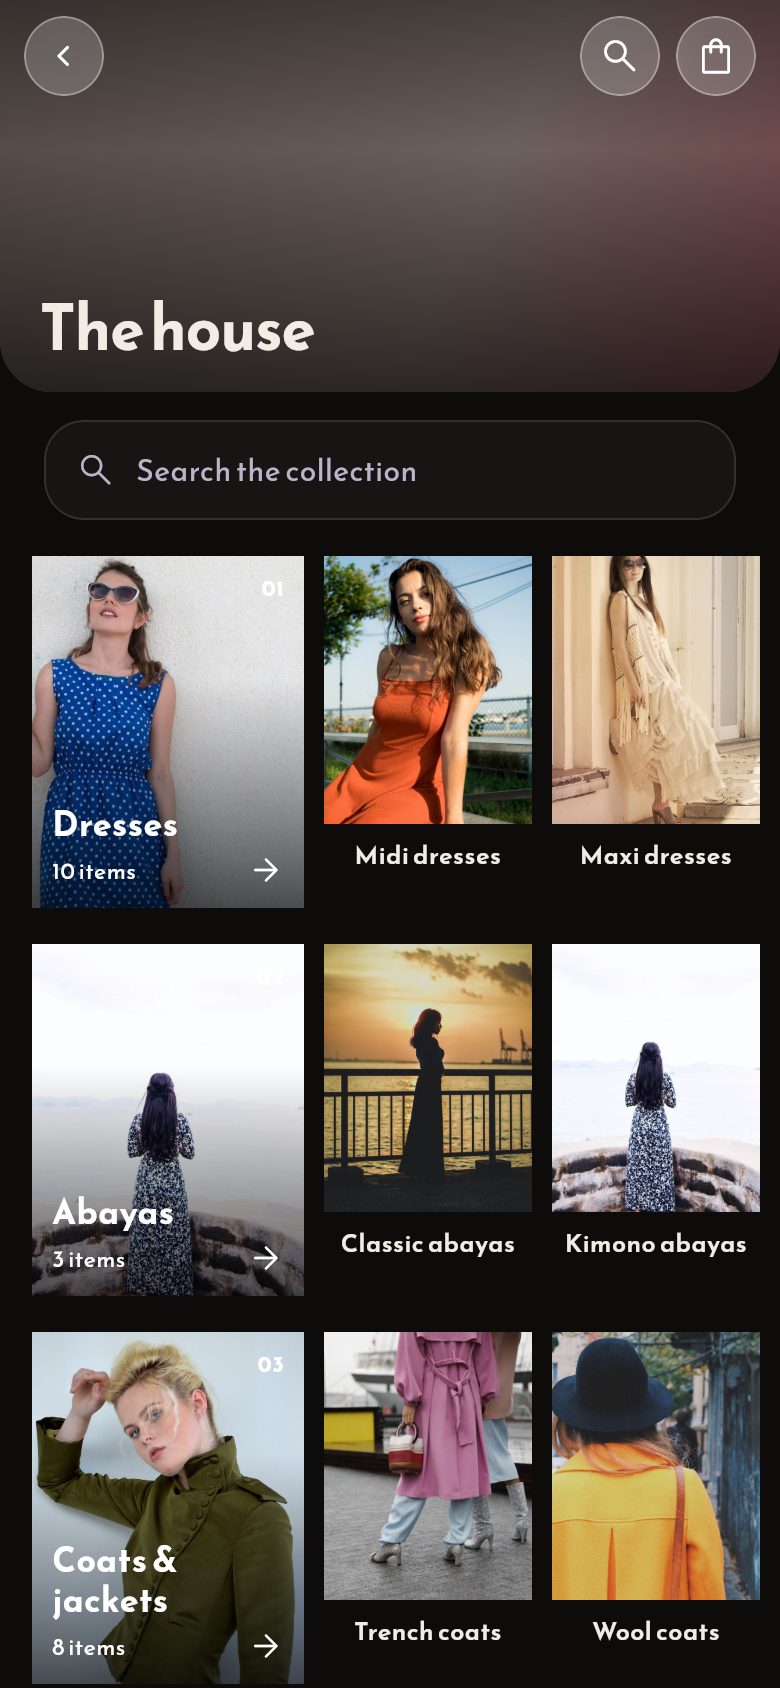 The house
Search the collection
01
Dresses
10 items
Midi dresses
Maxi dresses
02
Abayas
3 items
Classic abayas
Kimono abayas
03
Coats &
jackets
8 items
Trench coats
Wool coats